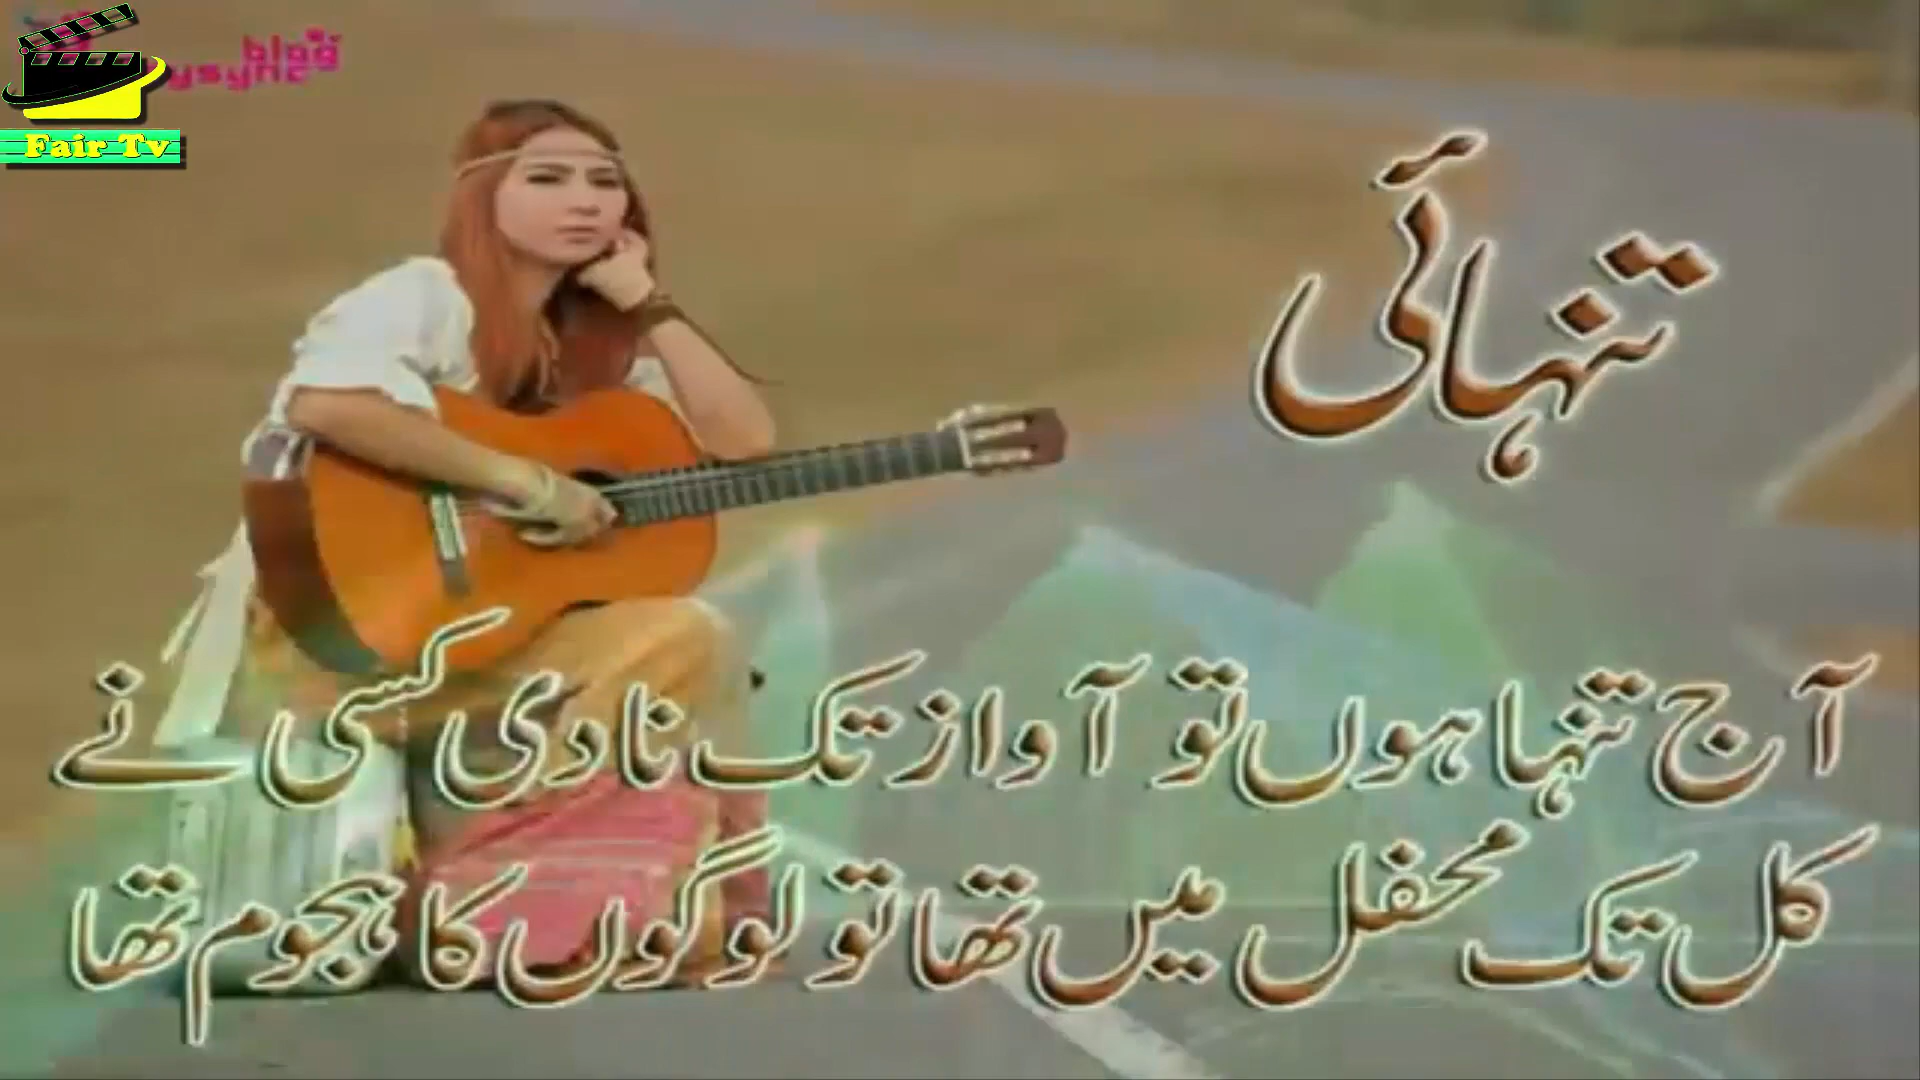 Fair Tv
blog
تنہائی
آج تنہا ہوں تو آواز تک نا دی کسی نے
کل تک محفل میں تھا تو لوگوں کا ہجوم تھا